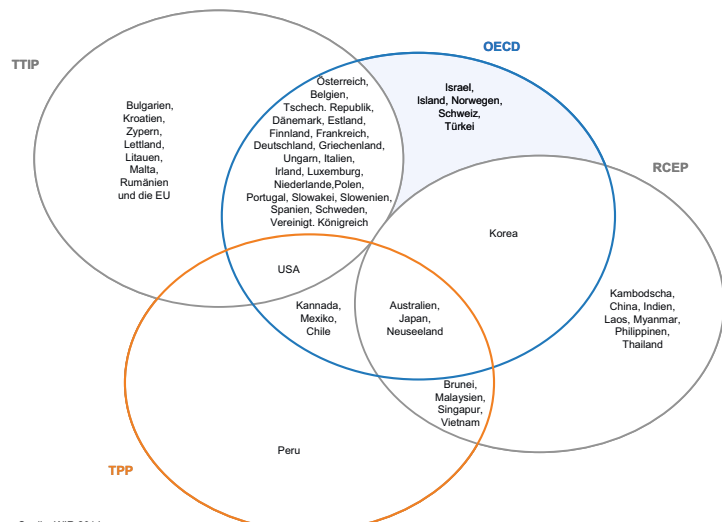 OECD
TTIP
Österreich,
Belgien,
Tschech. Republik,
Dänemark, Estland,
Finnland, Frankreich,
Deutschland, Griechenland,
Ungarn, Italien,
Irland, Luxemburg,
Niederlande,Polen,
Portugal, Slowakei, Slowenien,
Spanien, Schweden,
Vereinigt. Königreich
Israel,
Island, Norwegen,
Schweiz,
Türkei
Bulgarien,
Kroatien,
Zypern,
Lettland,
Litauen,
Malta,
Rumänien
und die EU
RCEP
Korea
USA
Kannada,
Mexiko,
Chile
Australien,
Japan,
Neuseeland
Kambodscha,
China, Indien,
Laos, Myanmar,
Philippinen,
Thailand
Brunei,
Malaysien,
Singapur,
Vietnam
Peru
TPP